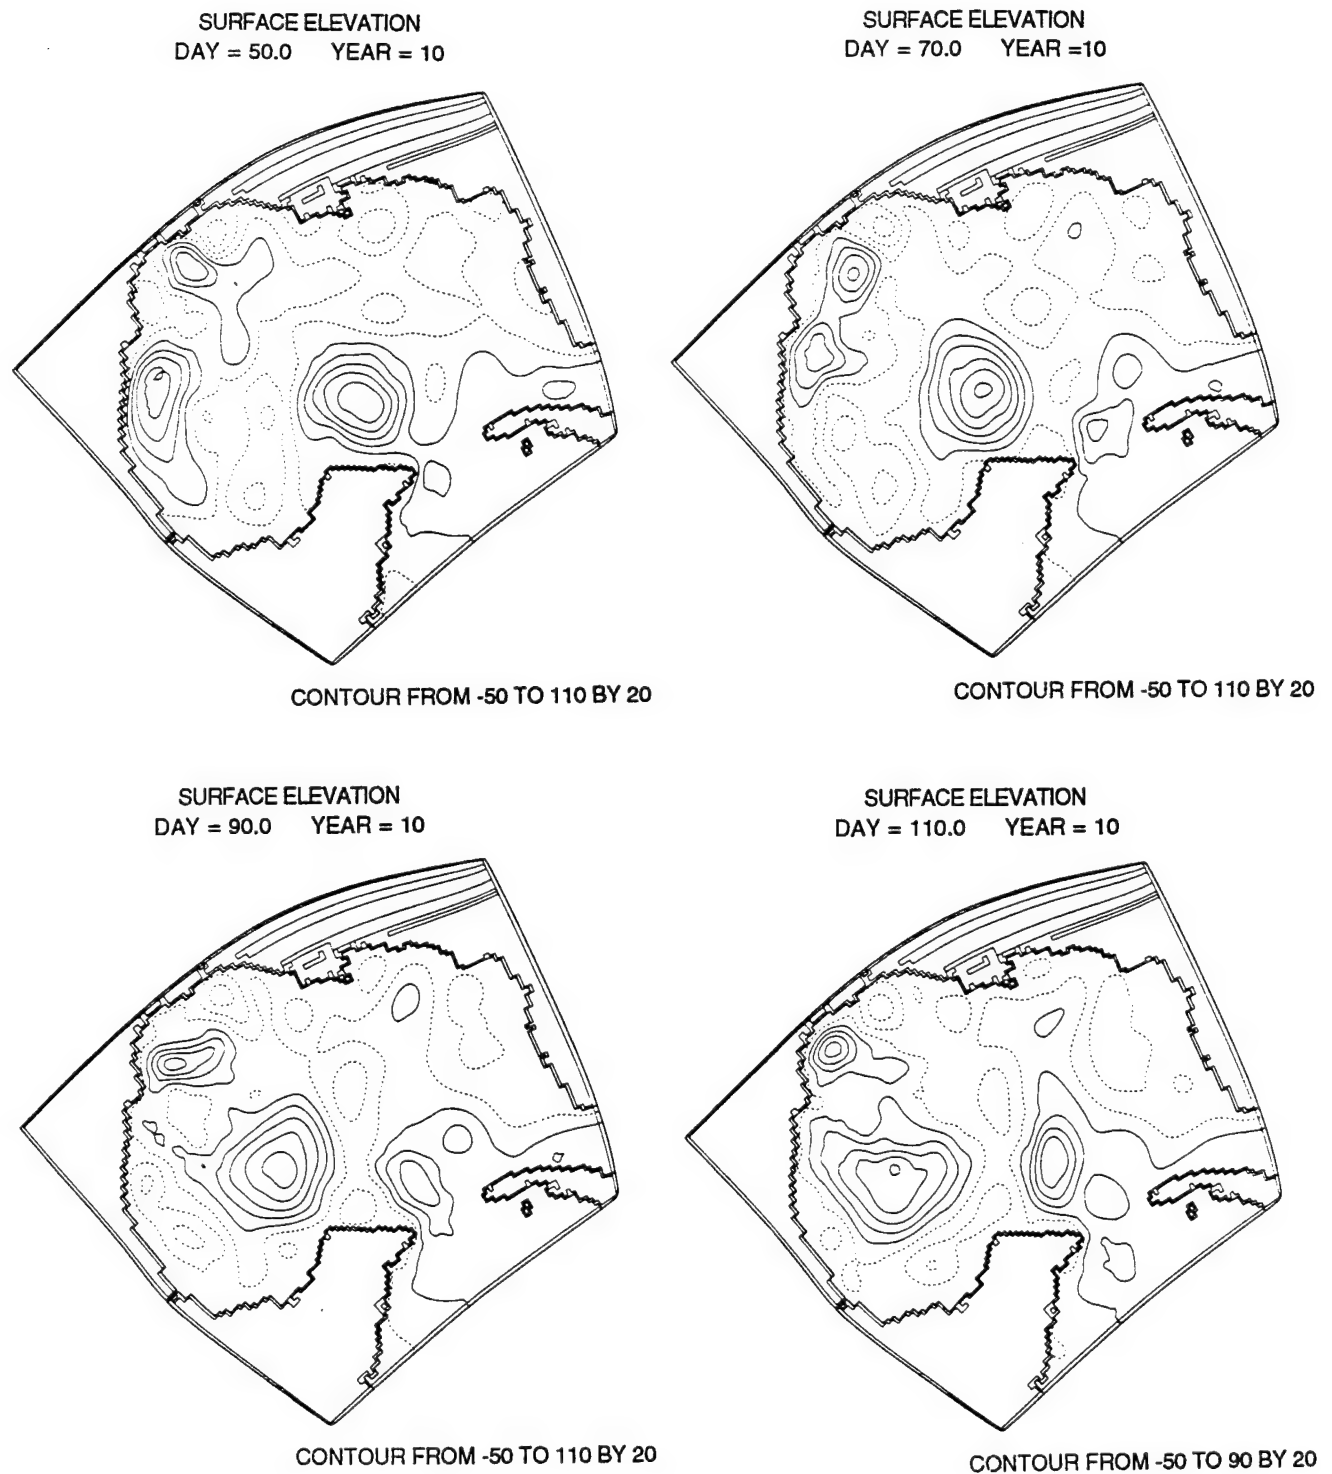 SURFACE ELEVATION
DAY = 50.0 YEAR = 10
CONTOUR FROM -50 TO 110 BY 20
SURFACE ELEVATION
DAY = 70.0 YEAR =10
CONTOUR FROM -50 TO 110 BY 20
SURFACE ELEVATION
DAY = 90.0 YEAR = 10
CONTOUR FROM -50 TO 110 BY 20
SURFACE ELEVATION
DAY = 110.0 YEAR = 10
CONTOUR FROM -50 TO 90 BY 20